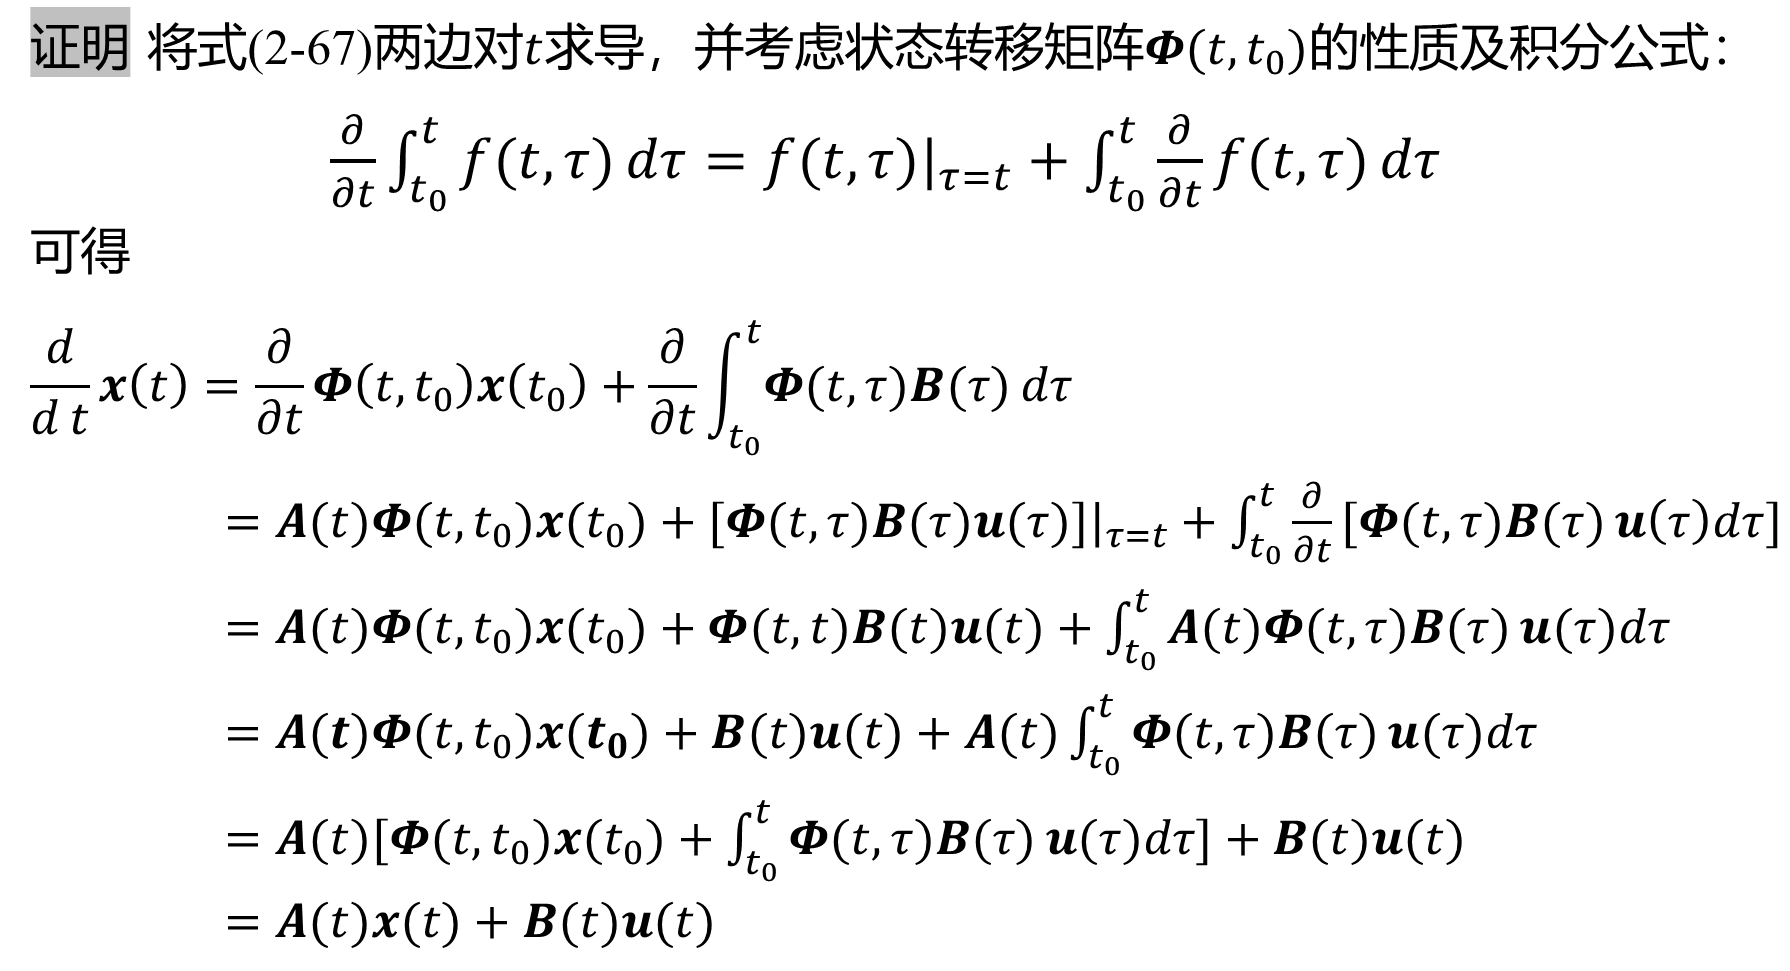 证明 将式(2-67)两边对t求导，并考虑状态转移矩阵Φ(t, t₀)的性质及积分公式：
∂/∂t ∫_{t₀}^{t} f(t, τ) dτ = f(t, τ)|_{τ=t} + ∫_{t₀}^{t} ∂/∂t f(t, τ) dτ
可得
d/d t x(t) = ∂/∂t Φ(t, t₀)x(t₀) + ∂/∂t ∫_{t₀}^{t} Φ(t, τ)B(τ) dτ
= A(t)Φ(t, t₀)x(t₀) + [Φ(t, τ)B(τ)u(τ)]|_{τ=t} + ∫_{t₀}^{t} ∂/∂t [Φ(t, τ)B(τ) u(τ)dτ]
= A(t)Φ(t, t₀)x(t₀) + Φ(t, t)B(t)u(t) + ∫_{t₀}^{t} A(t)Φ(t, τ)B(τ) u(τ)dτ
= A(t)Φ(t, t₀)x(t₀) + B(t)u(t) + A(t) ∫_{t₀}^{t} Φ(t, τ)B(τ) u(τ)dτ
= A(t)[Φ(t, t₀)x(t₀) + ∫_{t₀}^{t} Φ(t, τ)B(τ) u(τ)dτ] + B(t)u(t)
= A(t)x(t) + B(t)u(t)